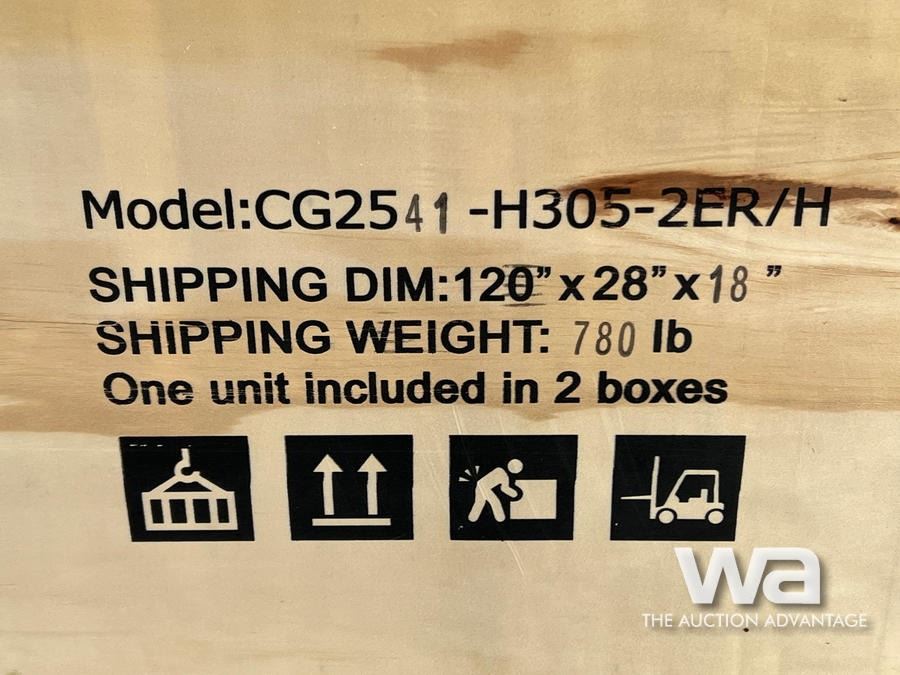 Model:CG2541-H305-2ER/H
SHIPPING DIM:120”x28”x18”
SHIPPING WEIGHT: 780 lb
One unit included in 2 boxes
wa
THE AUCTION ADVANTAGE